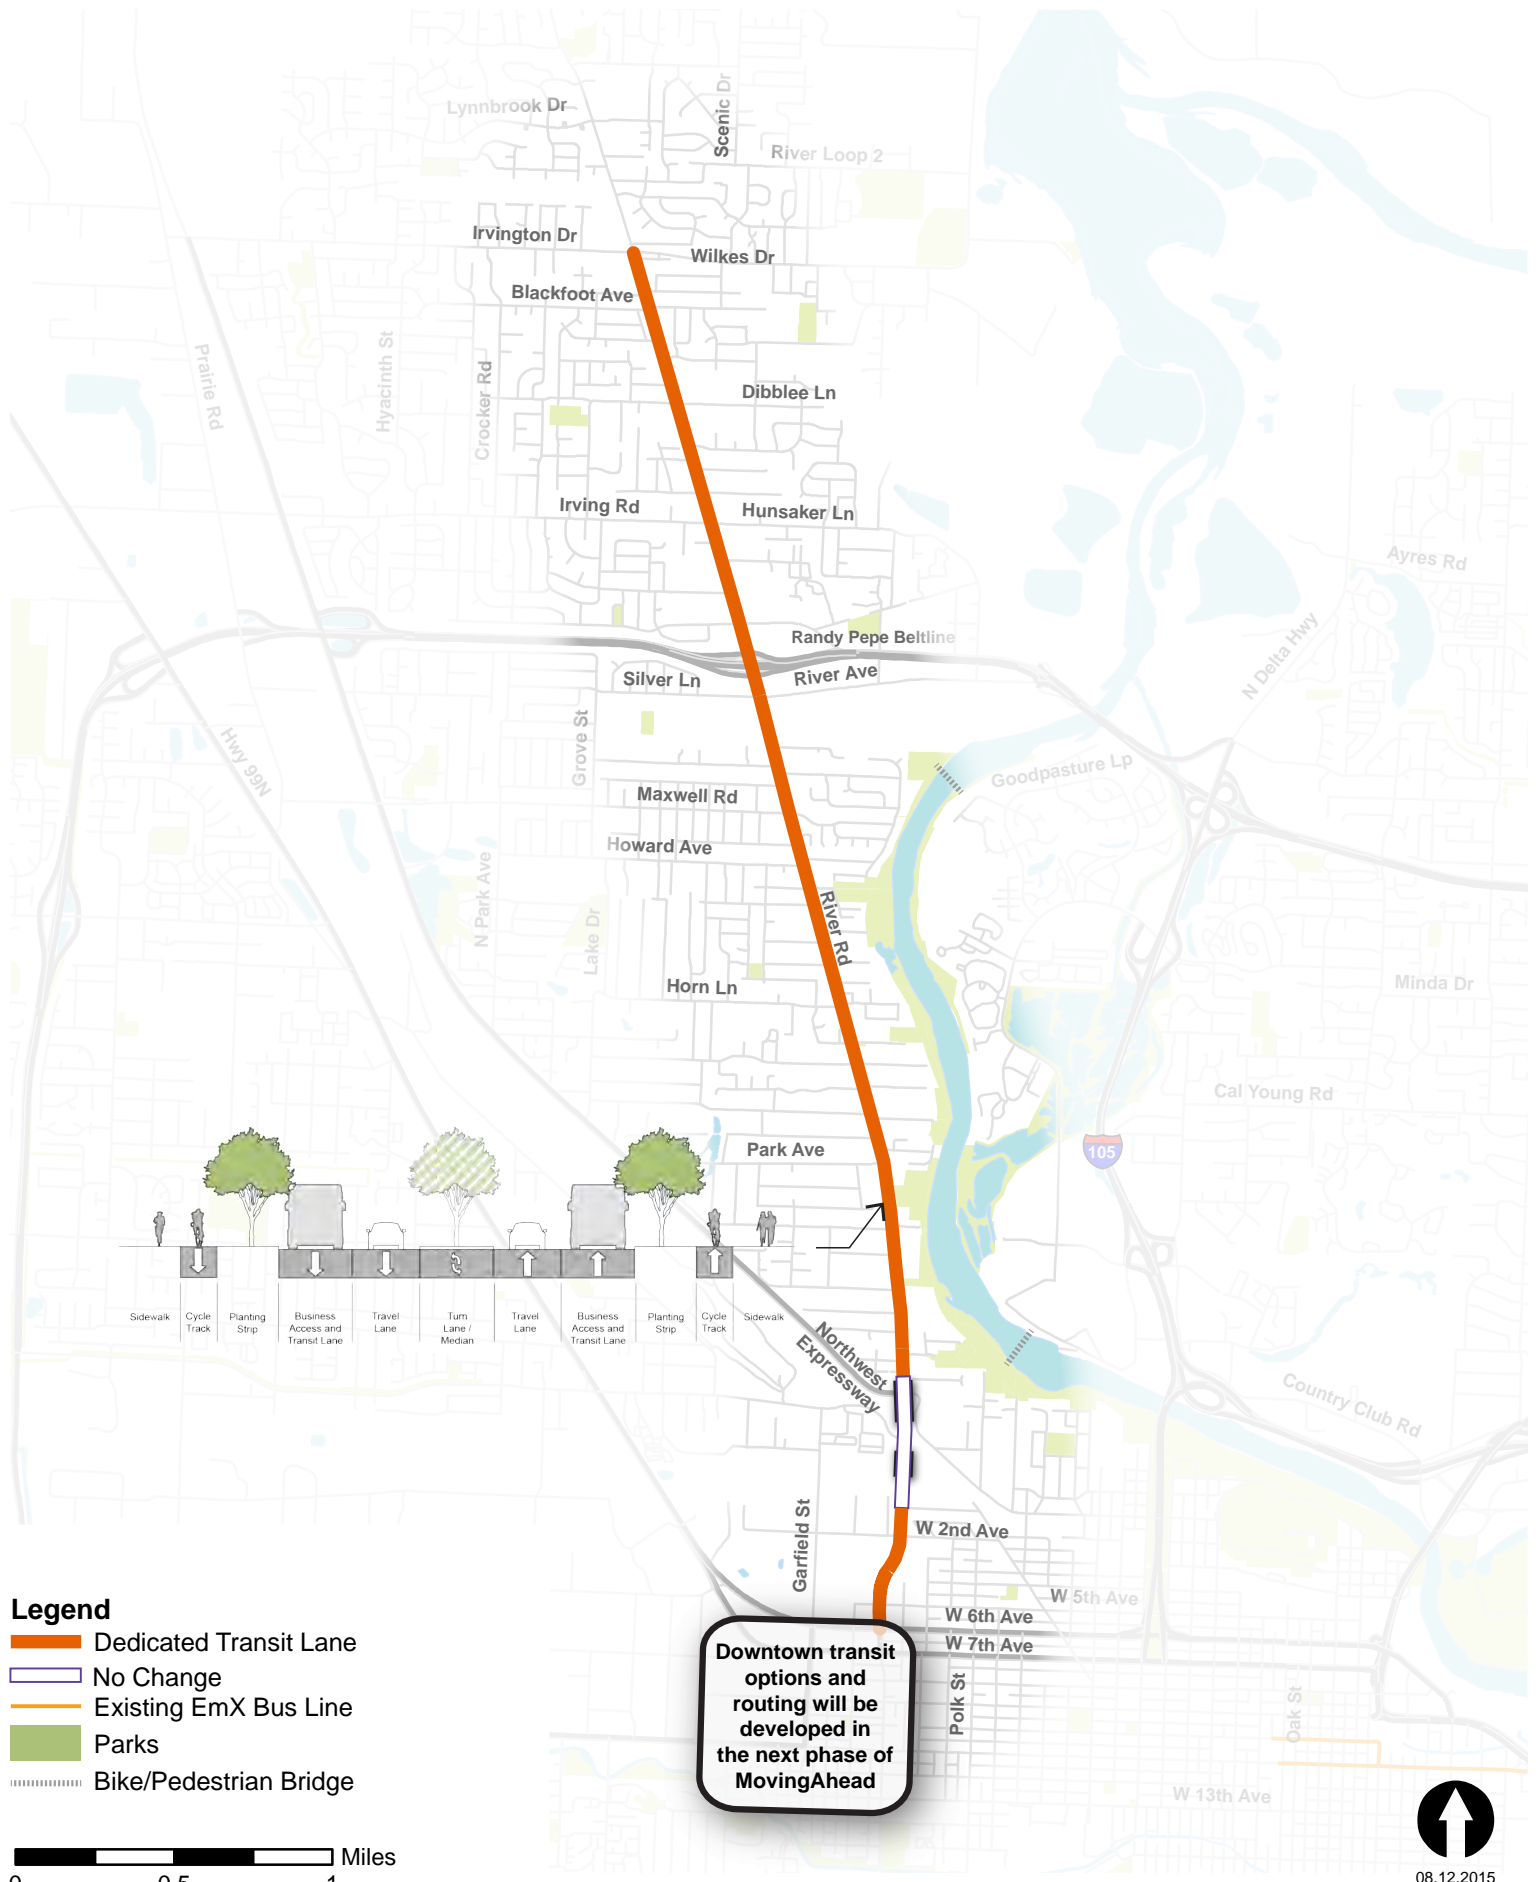 Lynnbrook Dr
Scenic Dr
River Loop 2
Irvington Dr
Wilkes Dr
Blackfoot Ave
Prairie Rd
Hyacinth St
Crocker Rd
Dibblee Ln
Irving Rd
Hunsaker Ln
Ayres Rd
Randy Pepe Beltline
N Delta Hwy
Silver Ln
River Ave
Grove St
Hwy 99N
Goodpasture Lp
Maxwell Rd
Howard Ave
N Park Ave
Lake Dr
River Rd
Horn Ln
Minda Dr
Cal Young Rd
Park Ave
105
Sidewalk
Cycle
Track
Planting
Strip
Business
Access and
Transit Lane
Travel
Lane
Turn
Lane /
Median
Travel
Lane
Business
Access and
Transit Lane
Planting
Strip
Cycle
Track
Sidewalk
Northwest
Expressway
Country Club Rd
Garfield St
W 2nd Ave
W 5th Ave
W 6th Ave
W 7th Ave
Polk St
Oak St
W 13th Ave
Downtown transit
options and
routing will be
developed in
the next phase of
MovingAhead
Legend
Dedicated Transit Lane
No Change
Existing EmX Bus Line
Parks
Bike/Pedestrian Bridge
Miles
0 0.5 1
08.12.2015